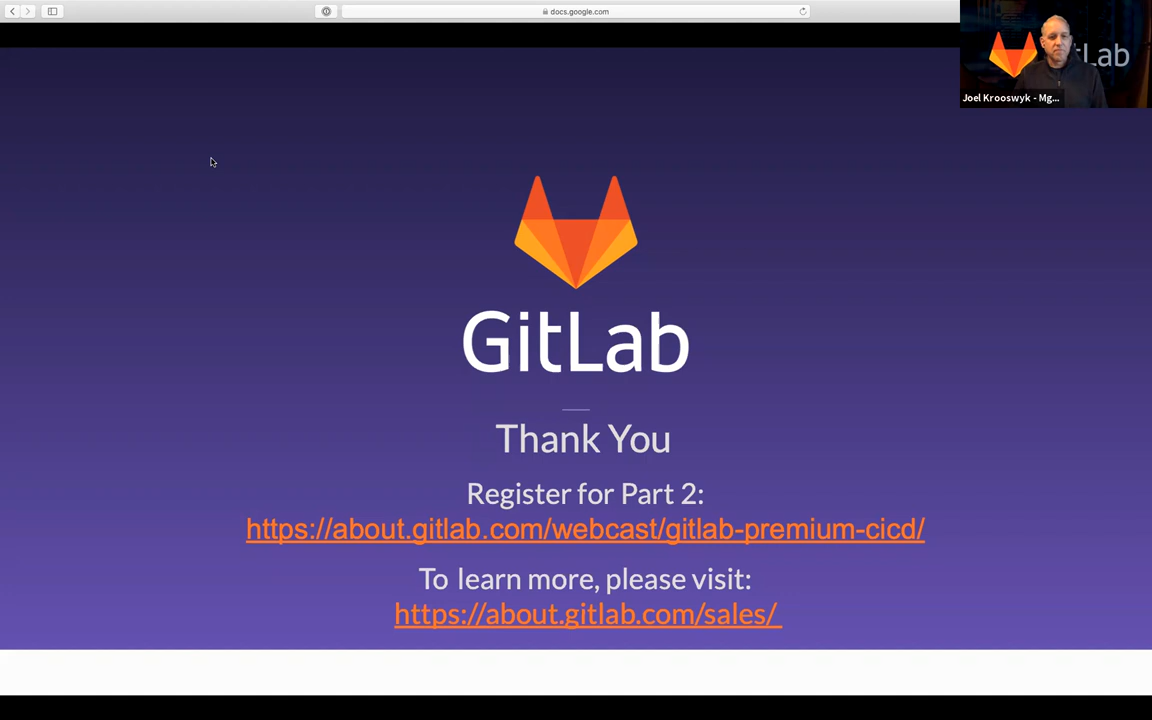 docs.google.com
Lab
Joel Krooswyk - Mg...
GitLab
Thank You
Register for Part 2:
https://about.gitlab.com/webcast/gitlab-premium-cicd/
To learn more, please visit:
https://about.gitlab.com/sales/